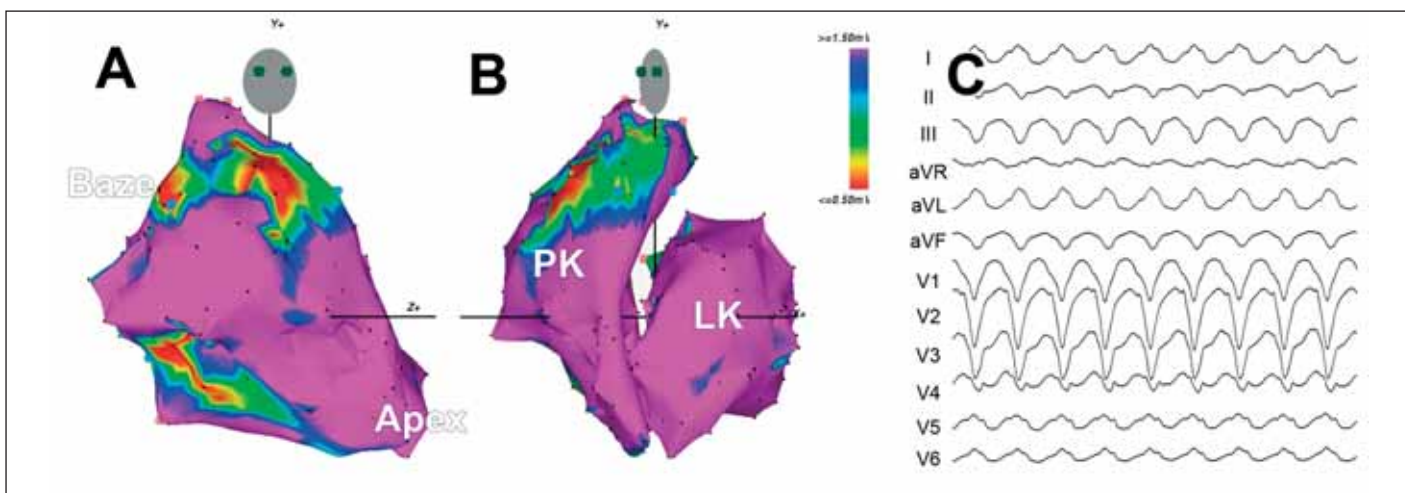 A
Y+
Baze
Z+
Apex
B
Y+
PK
LK
X+
>=1.50mV
<=0.50mV
C
I
II
III
aVR
aVL
aVF
V1
V2
V3
V4
V5
V6